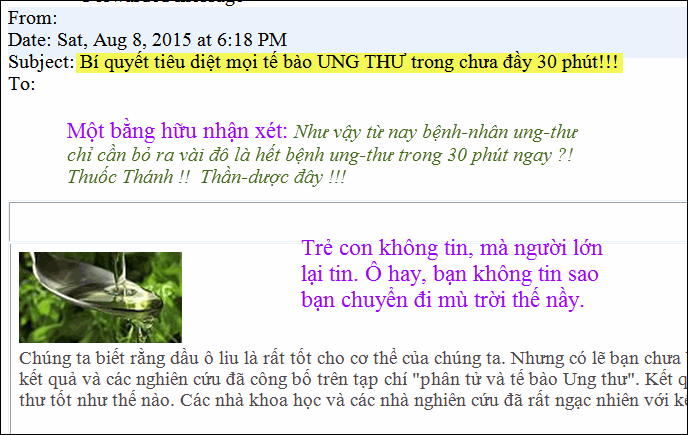 From:
Date: Sat, Aug 8, 2015 at 6:18 PM
Subject: Bí quyết tiêu diệt mọi tế bào UNG THƯ trong chưa đầy 30 phút!!!
To:
Một bằng hữu nhận xét: Như vậy từ nay bệnh-nhân ung-thư
chỉ cần bỏ ra vài đô là hết bệnh ung-thư trong 30 phút ngay ?!
Thuốc Thánh !! Thần-dược đây !!!
Trẻ con không tin, mà người lớn
lại tin. Ô hay, bạn không tin sao
bạn chuyển đi mù trời thế nầy.
Chúng ta biết rằng dầu ô liu là rất tốt cho cơ thể của chúng ta. Nhưng có lẽ bạn chưa
kết quả và các nghiên cứu đã công bố trên tạp chí "phân tử và tế bào Ung thư". Kết q
thư tốt như thế nào. Các nhà khoa học và các nhà nghiên cứu đã rất ngạc nhiên với kế